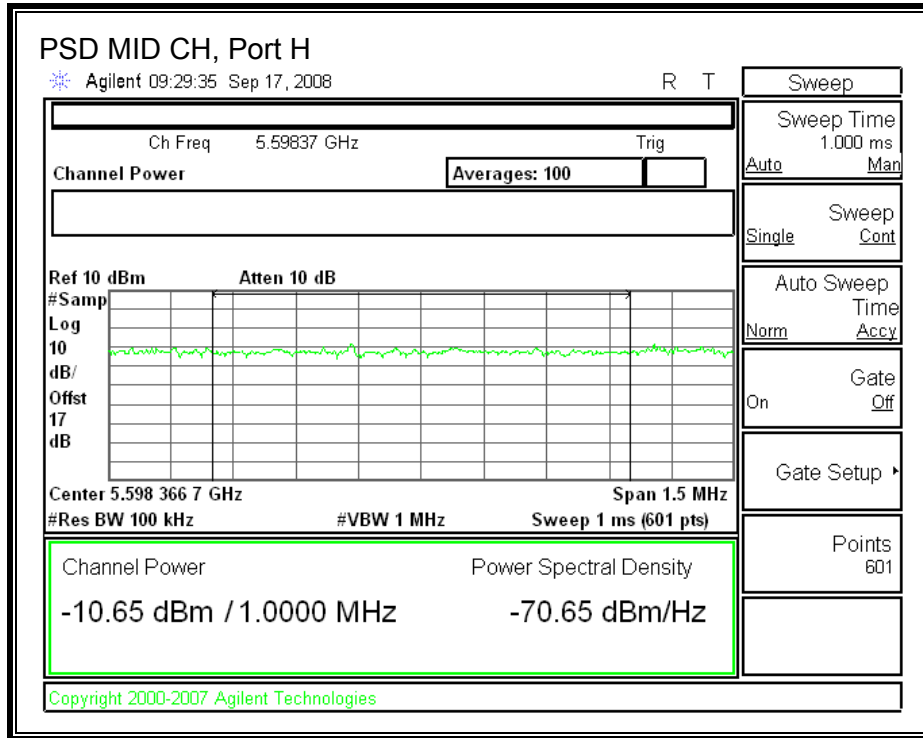 PSD MID CH, Port H
Agilent 09:29:35 Sep 17, 2008 R T
Ch Freq 5.59837 GHz Trig
Channel Power Averages: 100
Ref 10 dBm Atten 10 dB
#Samp
Log
10
dB/
Offst
17
dB
Center 5.598 366 7 GHz Span 1.5 MHz
#Res BW 100 kHz #VBW 1 MHz Sweep 1 ms (601 pts)
Channel Power Power Spectral Density
-10.65 dBm / 1.0000 MHz -70.65 dBm/Hz
Copyright 2000-2007 Agilent Technologies
Sweep
Sweep Time
1.000 ms
Auto Man
Sweep
Single Cont
Auto Sweep
Time
Norm Accy
Gate
On Off
Gate Setup
Points
601